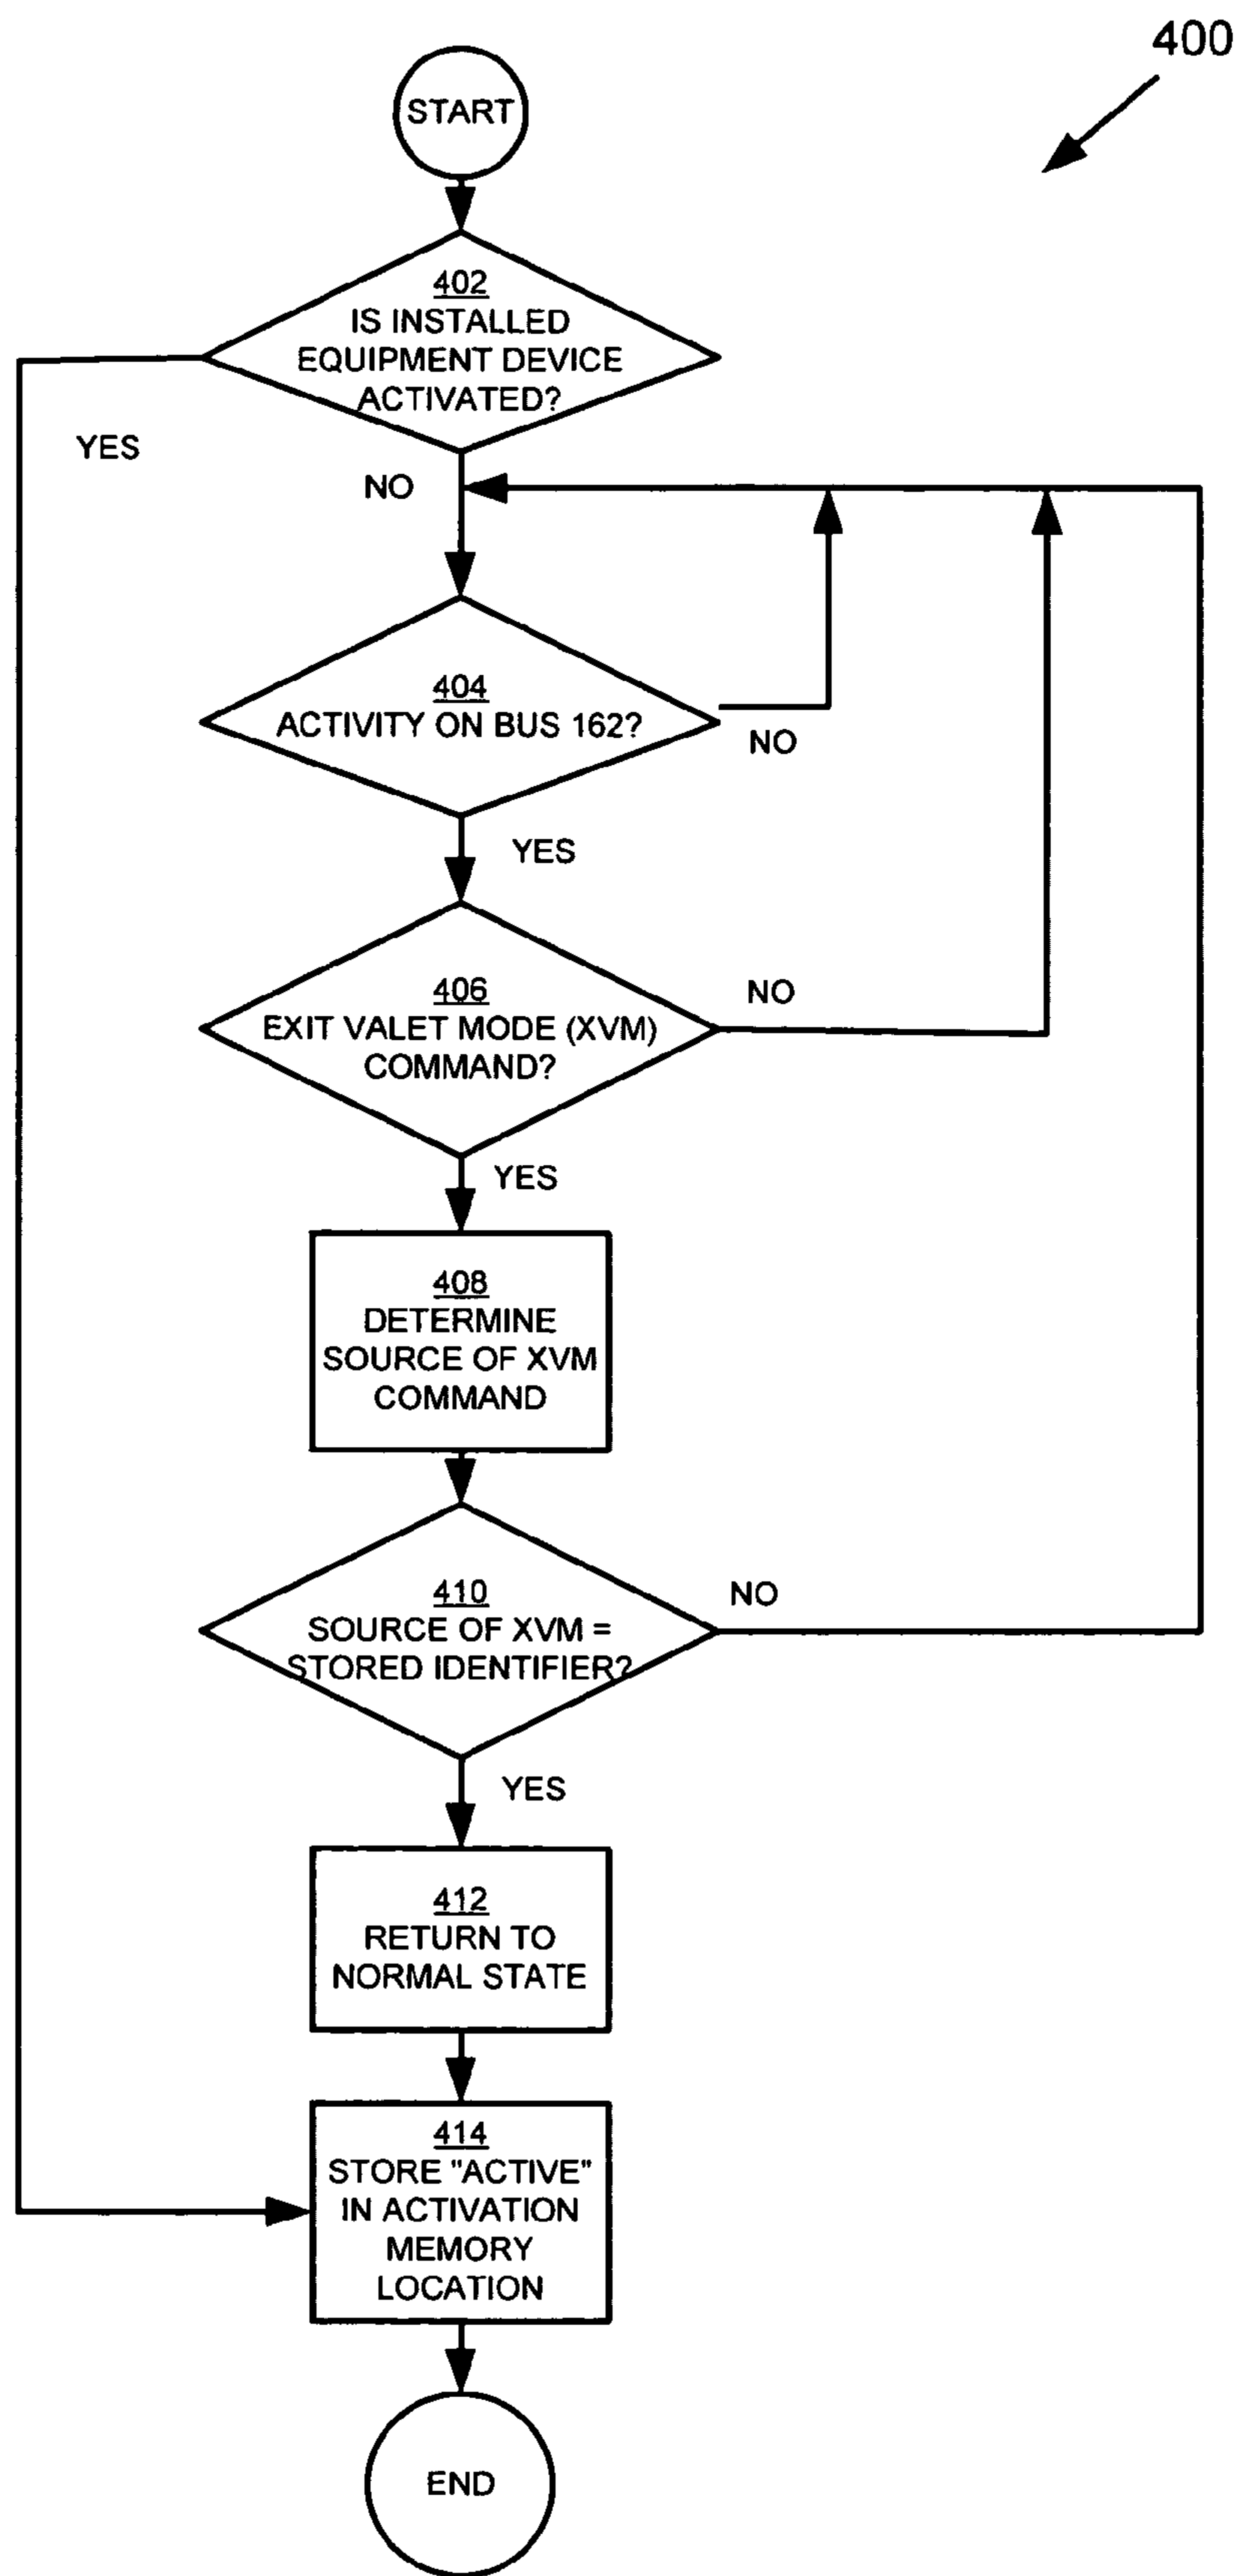 400
START
402
IS INSTALLED
EQUIPMENT DEVICE
ACTIVATED?
YES
NO
404
ACTIVITY ON BUS 162?
NO
YES
406
EXIT VALET MODE (XVM)
COMMAND?
NO
YES
408
DETERMINE
SOURCE OF XVM
COMMAND
410
SOURCE OF XVM =
STORED IDENTIFIER?
NO
YES
412
RETURN TO
NORMAL STATE
414
STORE "ACTIVE"
IN ACTIVATION
MEMORY
LOCATION
END